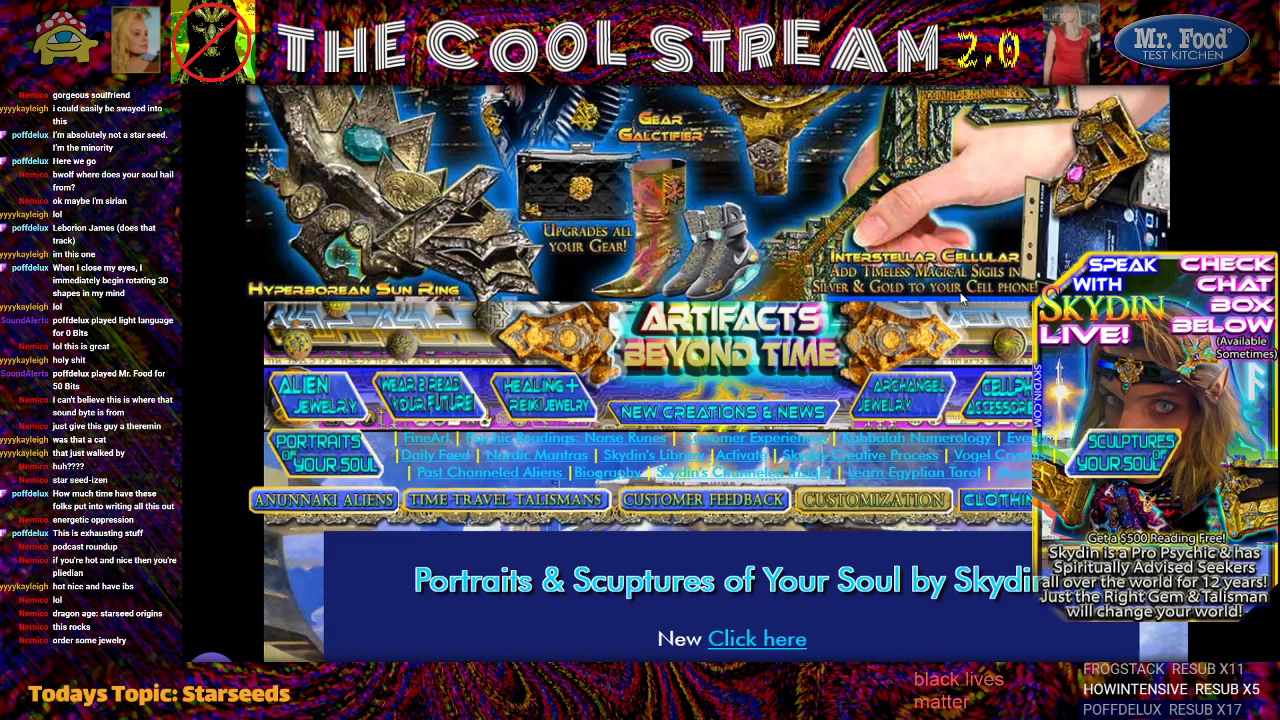 THE COOL STREAM 2.0
Mr. Food
TEST KITCHEN
Nemico gorgeous soulfriend
yyyykayleigh i could easily be swayed into
this
poffdelux I'm absolutely not a star seed.
I'm the minority
poffdelux Here we go
Nemico bwolf where does your soul hail
from?
Nemico ok maybe I'm sirian
yyyykayleigh lol
poffdelux Leborion James (does that
track)
yyyykayleigh im this one
poffdelux When I close my eyes, I
immediately begin rotating 3D
shapes in my mind
yyyykayleigh lol
SoundAlerts poffdelux played light language
for 0 Bits
Nemico lol this is great
yyyykayleigh holy shit
SoundAlerts poffdelux played Mr. Food for
50 Bits
Nemico I can't believe this is where that
sound byte is from
Nemico just give this guy a theremin
yyyykayleigh was that a cat
yyyykayleigh that just walked by
Nemico huh????
Nemico star seed-izen
poffdelux How much time have these
folks put into writing all this out
Nemico energetic oppression
poffdelux This is exhausting stuff
Nemico podcast roundup
Nemico if you're hot and nice then you're
pliedian
yyyykayleigh hot nice and have ibs
Nemico lol
Nemico dragon age: starseed origins
Nemico this rocks
Nemico order some jewelry
GEAR
GALCTIFIER
UPGRADES ALL
YOUR GEAR!
HYPERBOREAN SUN RING
INTERSTELLAR CELLULAR
ADD TIMELESS MAGICAL SIGILS IN
SILVER & GOLD TO YOUR CELL PHONE!
ARTIFACTS
BEYOND TIME
ALIEN
JEWELRY
WEAR 2 READ
YOUR FUTURE
HEALING +
REIKI JEWELRY
NEW CREATIONS & NEWS
ARCHANGEL
JEWELRY
CELLPH
ACCESSORIE
PORTRAITS
OF
YOUR SOUL
FineArt | Psychic Readings: Norse Runes | Customer Experiences | Kabbalah Numerology | Eve
| Daily Feed | Nordic Mantras | Skydin's Library | Activate | Skydin Creative Process | Vogel Crys
| Past Channeled Aliens | Biography | Skydin's Channeled Insight | Learn Egyptian Tarot |
ANUNNAKI ALIENS
TIME TRAVEL TALISMANS
CUSTOMER FEEDBACK
CUSTOMIZATION
CLOTHIN
Portraits & Scuptures of Your Soul by Skydin
New Click here
SPEAK
WITH
SKYDIN
LIVE!
CHECK
CHAT
BOX
BELOW
(Available
Sometimes)
SKYDIN.COM
SCULPTURES
OF
YOUR SOUL
Get a $500 Reading Free!
Skydin is a Pro Psychic & has
Spiritually Advised Seekers
all over the world for 12 years!
Just the Right Gem & Talisman
will change your world!
Todays Topic: Starseeds
black lives
matter
FROGSTACK RESUB X11
HOWINTENSIVE RESUB X5
POFFDELUX RESUB X17